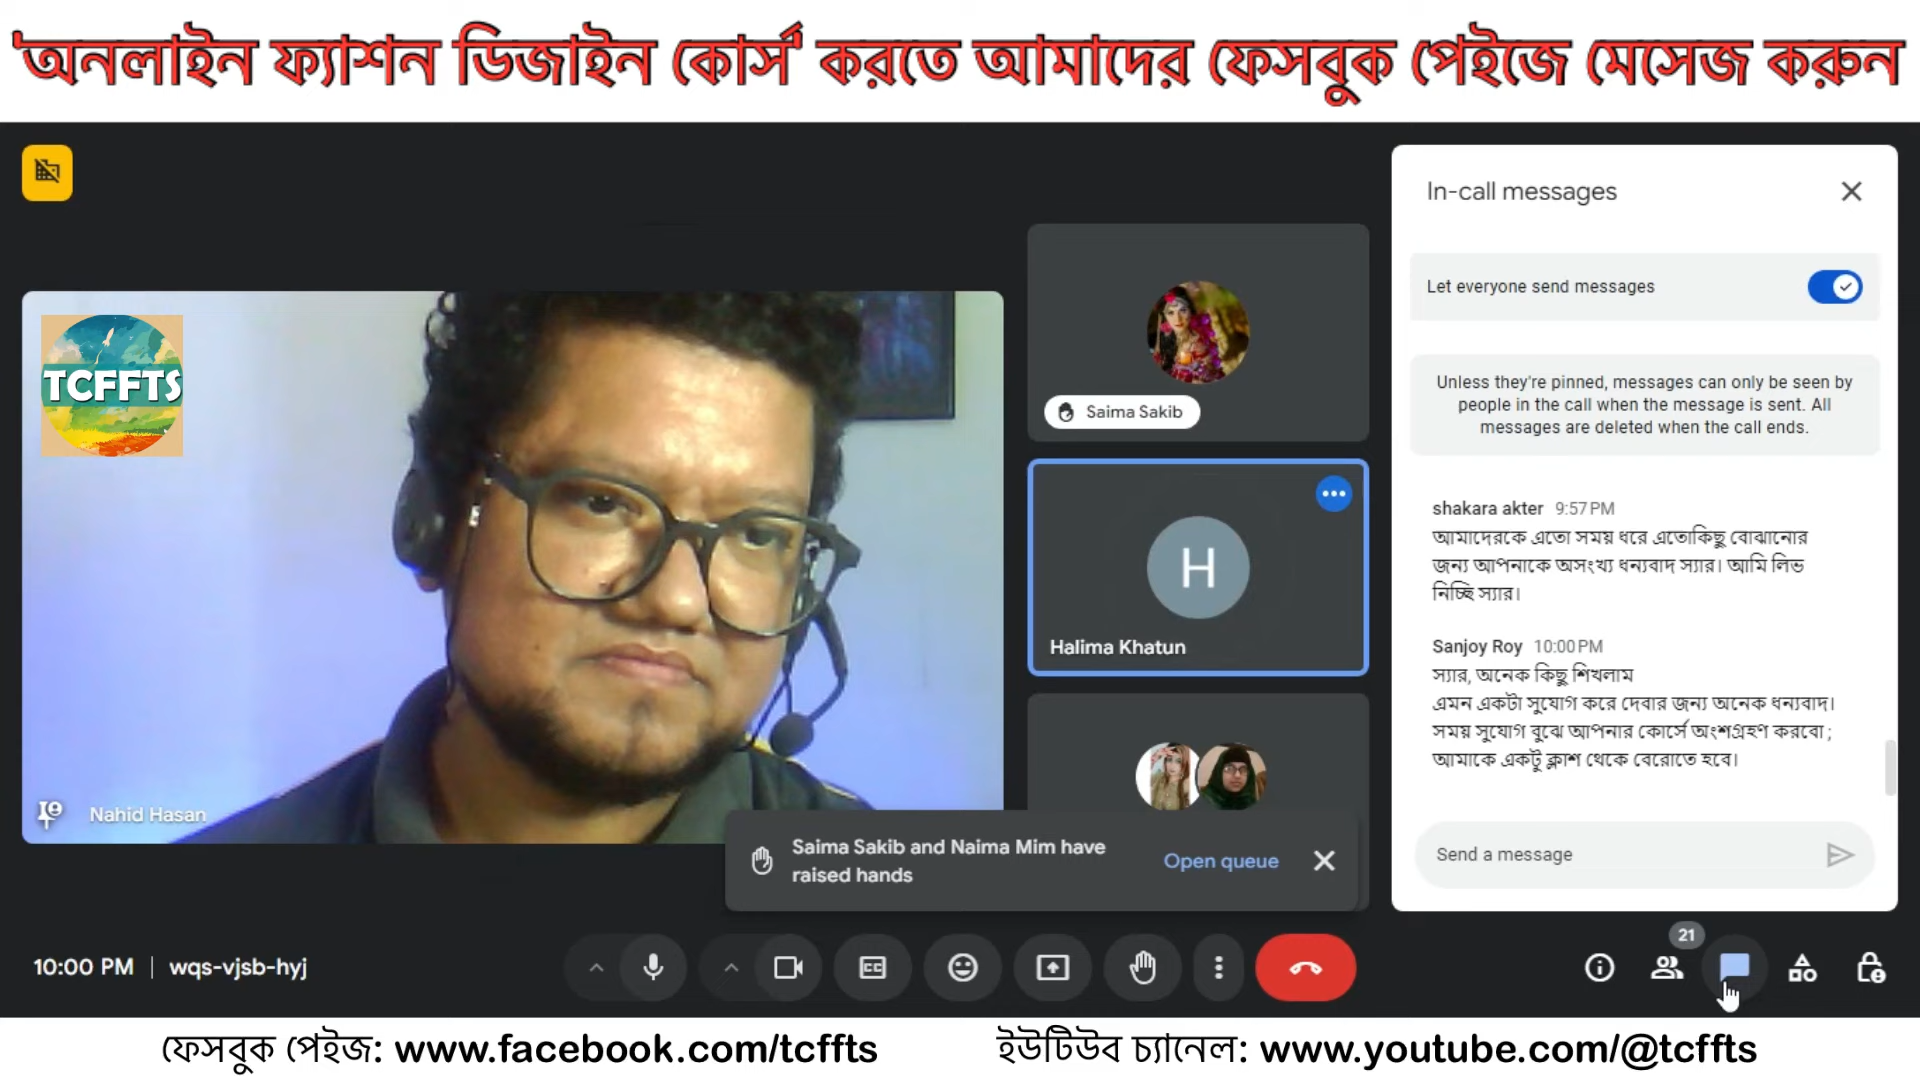 'অনলাইন ফ্যাশন ডিজাইন কোর্স' করতে আমাদের ফেসবুক পেইজে মেসেজ করুন
TCFFTS
Nahid Hasan
Saima Sakib
H
Halima Khatun
Saima Sakib and Naima Mim have
raised hands
Open queue
In-call messages
Let everyone send messages
Unless they're pinned, messages can only be seen by
people in the call when the message is sent. All
messages are deleted when the call ends.
shakara akter 9:57 PM
আমাদেরকে এতো সময় ধরে এতোকিছু বোঝানোর
জন্য আপনাকে অসংখ্য ধন্যবাদ স্যার। আমি লিভ
নিচ্ছি স্যার।
Sanjoy Roy 10:00 PM
স্যার, অনেক কিছু শিখলাম
এমন একটা সুযোগ করে দেবার জন্য অনেক ধন্যবাদ।
সময় সুযোগ বুঝে আপনার কোর্সে অংশগ্রহণ করবো ;
আমাকে একটু ক্লাশ থেকে বেরোতে হবে।
Send a message
10:00 PM | wqs-vjsb-hyj
CC
21
ফেসবুক পেইজ: www.facebook.com/tcffts
ইউটিউব চ্যানেল: www.youtube.com/@tcffts